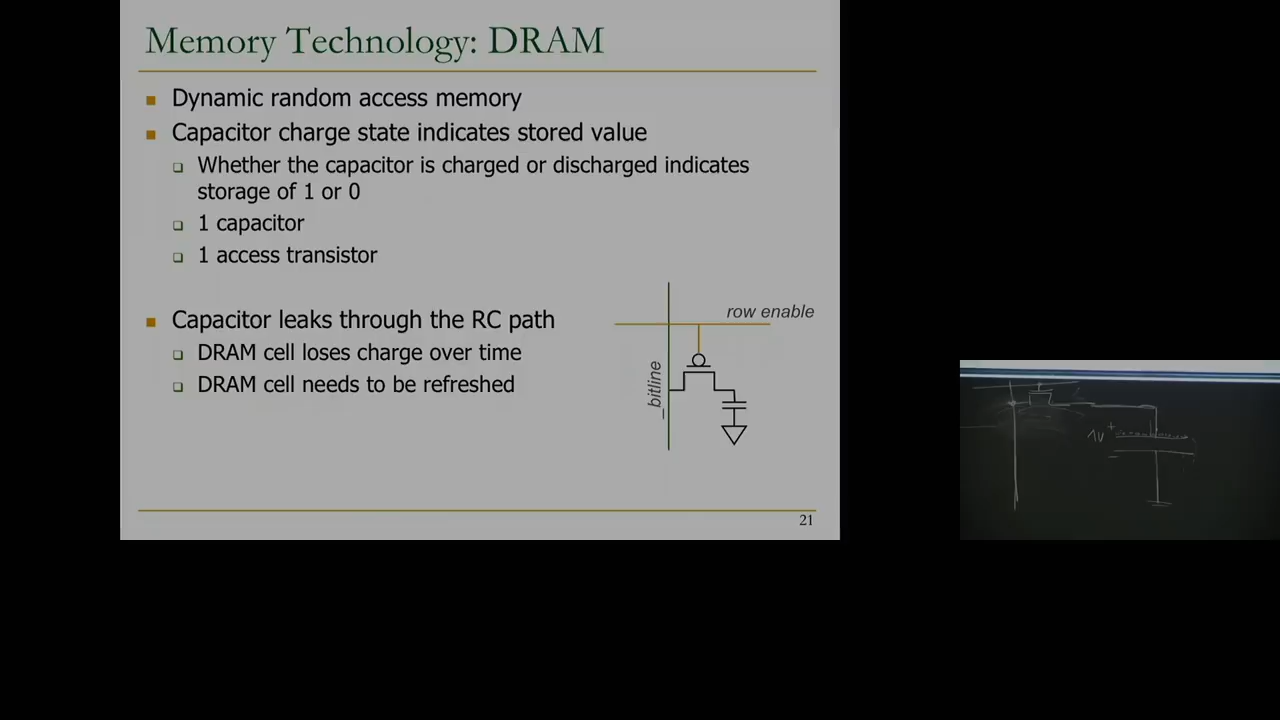 Memory Technology: DRAM
Dynamic random access memory
Capacitor charge state indicates stored value
Whether the capacitor is charged or discharged indicates
storage of 1 or 0
1 capacitor
1 access transistor
Capacitor leaks through the RC path
DRAM cell loses charge over time
DRAM cell needs to be refreshed
row enable
_bitline
21
1V